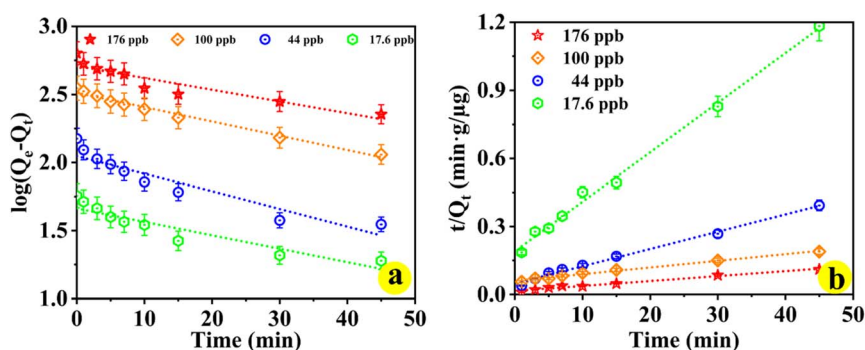 3.0
2.5
2.0
1.5
1.0
log(Qe-Qt)
176 ppb 100 ppb 44 ppb 17.6 ppb
0 10 20 30 40 50
Time (min)
a
1.2
0.9
0.6
0.3
0.0
t/Qt (min·g/μg)
176 ppb
100 ppb
44 ppb
17.6 ppb
0 10 20 30 40 50
Time (min)
b